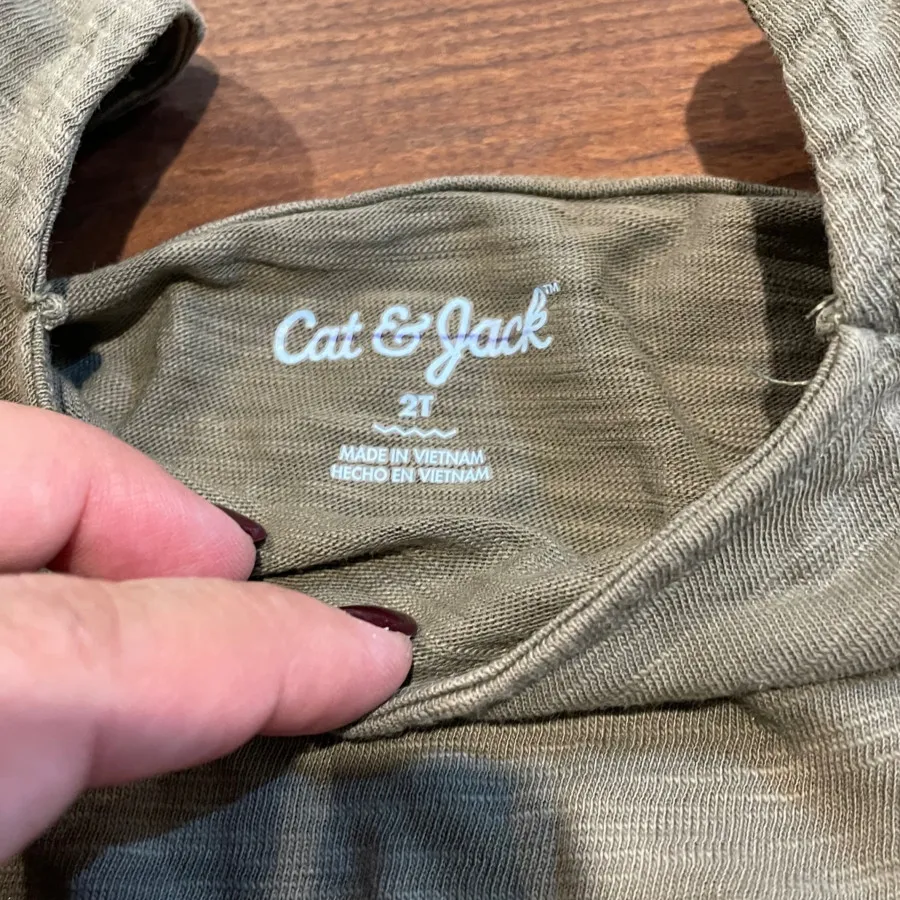 Cat & Jack™
2T
MADE IN VIETNAM
HECHO EN VIETNAM